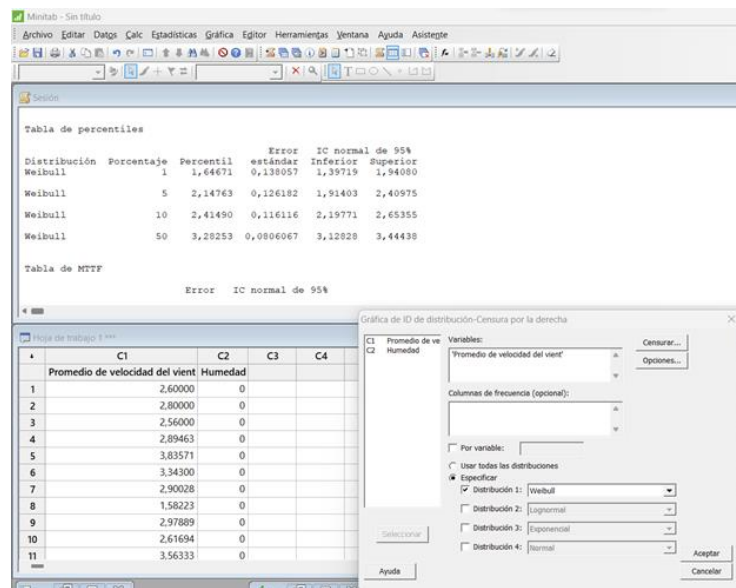 Minitab - Sin título
Archivo Editar Datos Calc Estadísticas Gráfica Editor Herramientas Ventana Ayuda Asistente
Sesión
Tabla de percentiles
Error IC normal de 95%
Distribución Porcentaje Percentil estándar Inferior Superior
Weibull 1 1,64671 0,138057 1,39719 1,94080
Weibull 5 2,14763 0,126182 1,91403 2,40975
Weibull 10 2,41490 0,116116 2,19771 2,65355
Weibull 50 3,28253 0,0806067 3,12828 3,44438
Tabla de MTTF
Error IC normal de 95%
Hoja de trabajo 1 ***
C1 C2 C3 C4
Promedio de velocidad del vient Humedad
1 2,60000 0
2 2,80000 0
3 2,56000 0
4 2,89463 0
5 3,83571 0
6 3,34300 0
7 2,90028 0
8 1,58223 0
9 2,97889 0
10 2,61694 0
11 3,56333 0
Gráfica de ID de distribución-Censura por la derecha
C1 Promedio de ve
C2 Humedad
Variables:
'Promedio de velocidad del vient'
Censurar...
Opciones...
Columnas de frecuencia (opcional):
Por variable:
Usar todas las distribuciones
Especificar
Distribución 1: Weibull
Distribución 2: Lognormal
Distribución 3: Exponencial
Distribución 4: Normal
Seleccionar
Aceptar
Ayuda
Cancelar